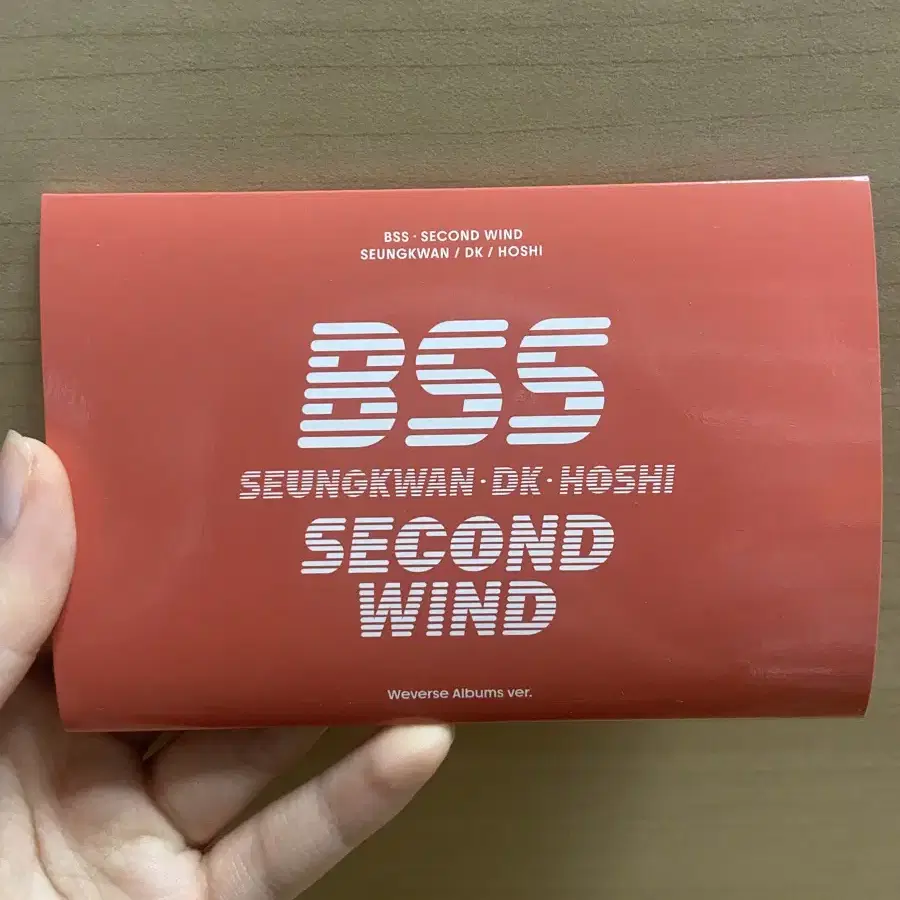 BSS · SECOND WIND
SEUNGKWAN / DK / HOSHI
BSS
SEUNGKWAN · DK · HOSHI
SECOND
WIND
Weverse Albums ver.